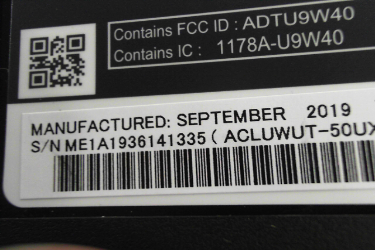 Contains FCC ID : ADTU9W40
Contains IC : 1178A-U9W40
MANUFACTURED: SEPTEMBER 2019
S/N ME1A1936141335 ( ACLUWUT-50UX